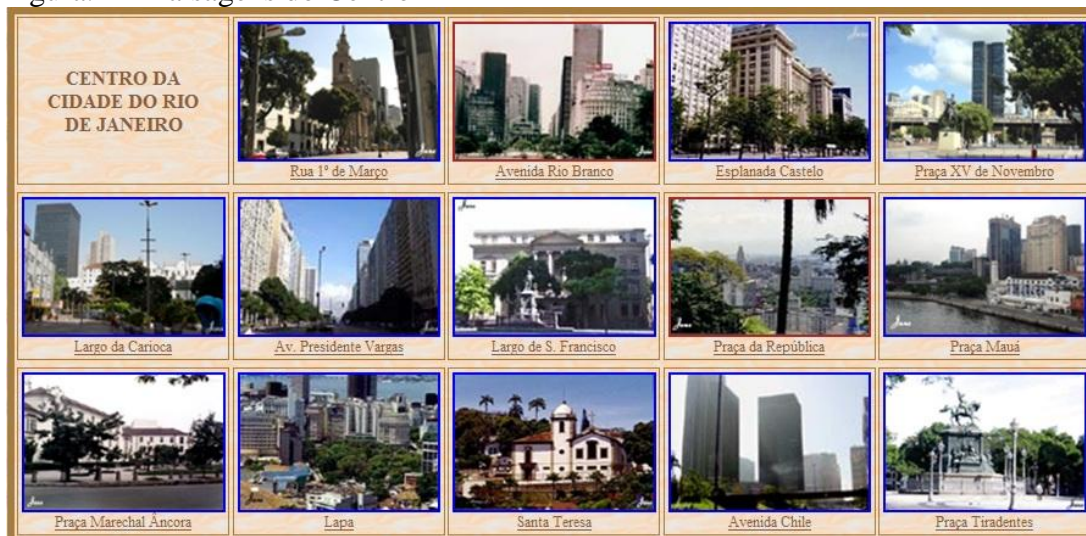 CENTRO DA
CIDADE DO RIO
DE JANEIRO
Rua 1ª de Março
Avenida Rio Branco
Esplanada Castelo
Praça XV de Novembro
Largo da Carioca
Av. Presidente Vargas
Largo de S. Francisco
Praça da República
Praça Mauá
Praça Marechal Âncora
Lapa
Santa Teresa
Avenida Chile
Praça Tiradentes